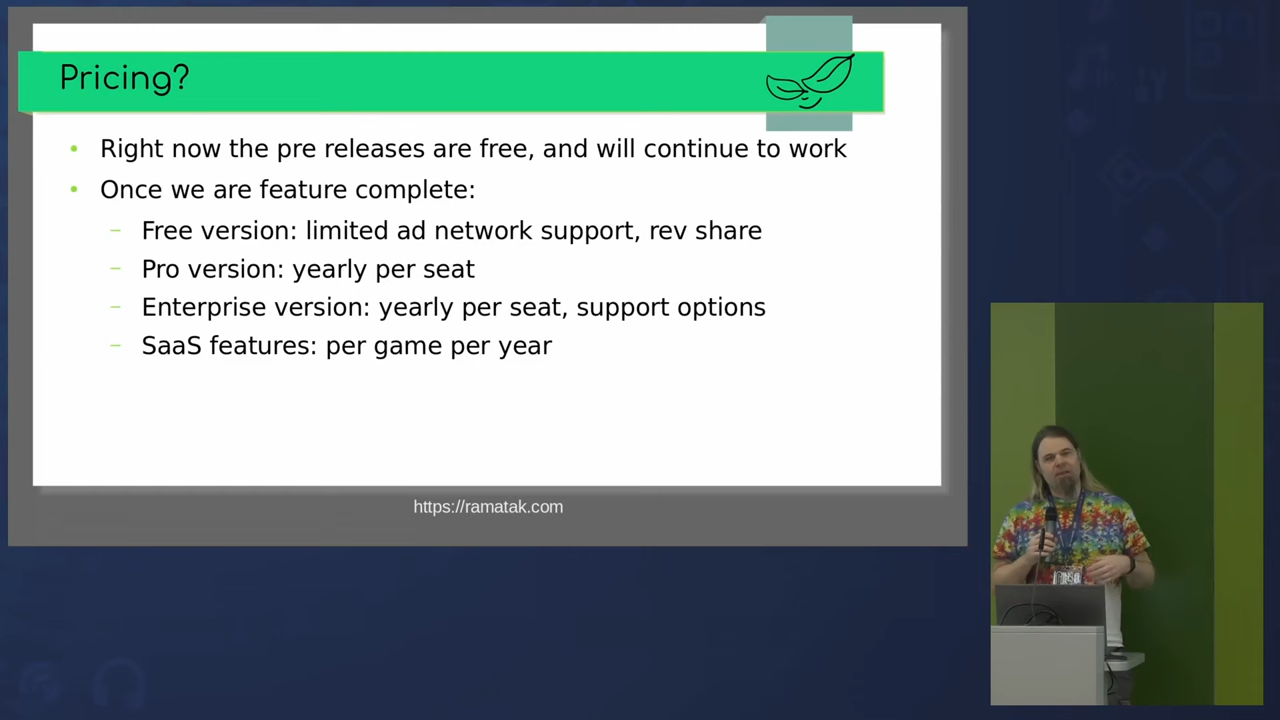 Pricing?
• Right now the pre releases are free, and will continue to work
• Once we are feature complete:
– Free version: limited ad network support, rev share
– Pro version: yearly per seat
– Enterprise version: yearly per seat, support options
– SaaS features: per game per year
https://ramatak.com